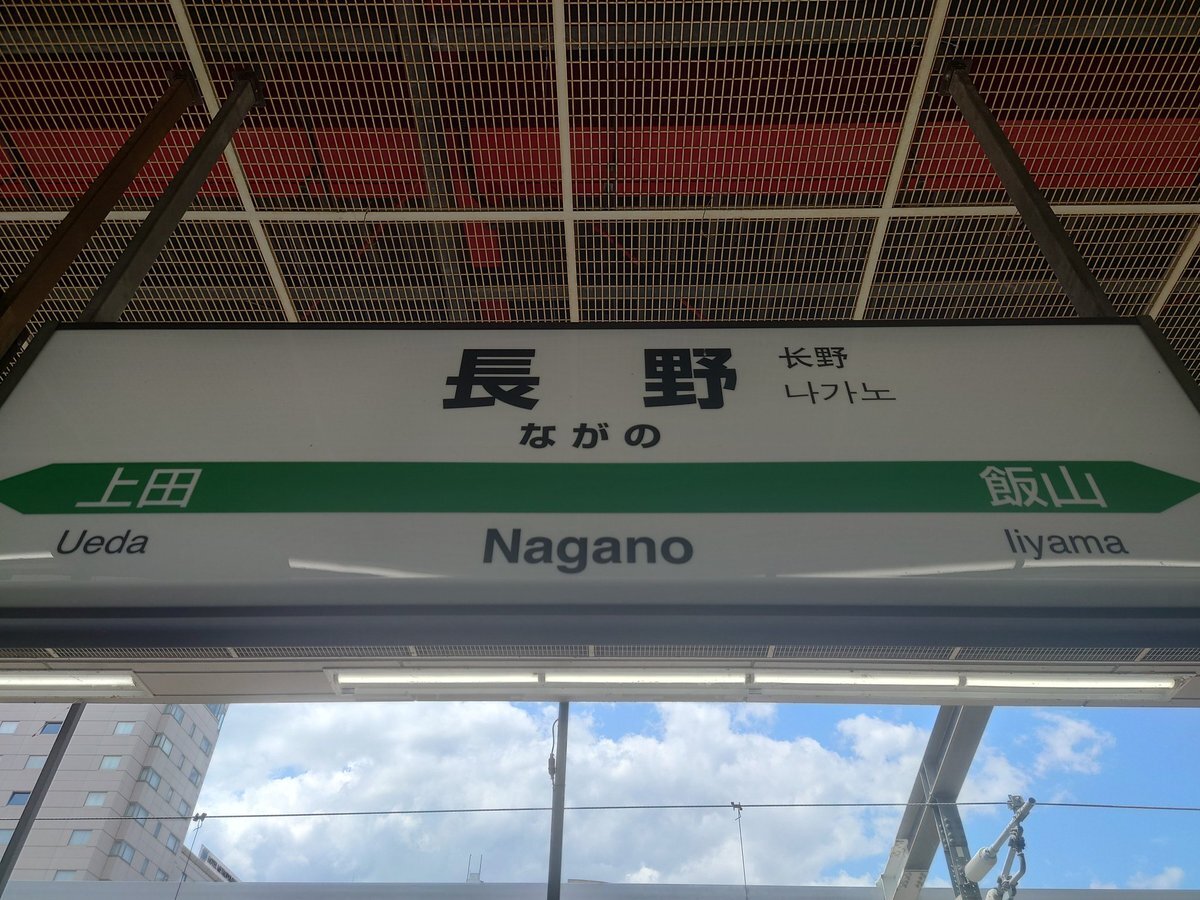 長野
长野
나가노
ながの
上田
飯山
Ueda
Nagano
Iiyama